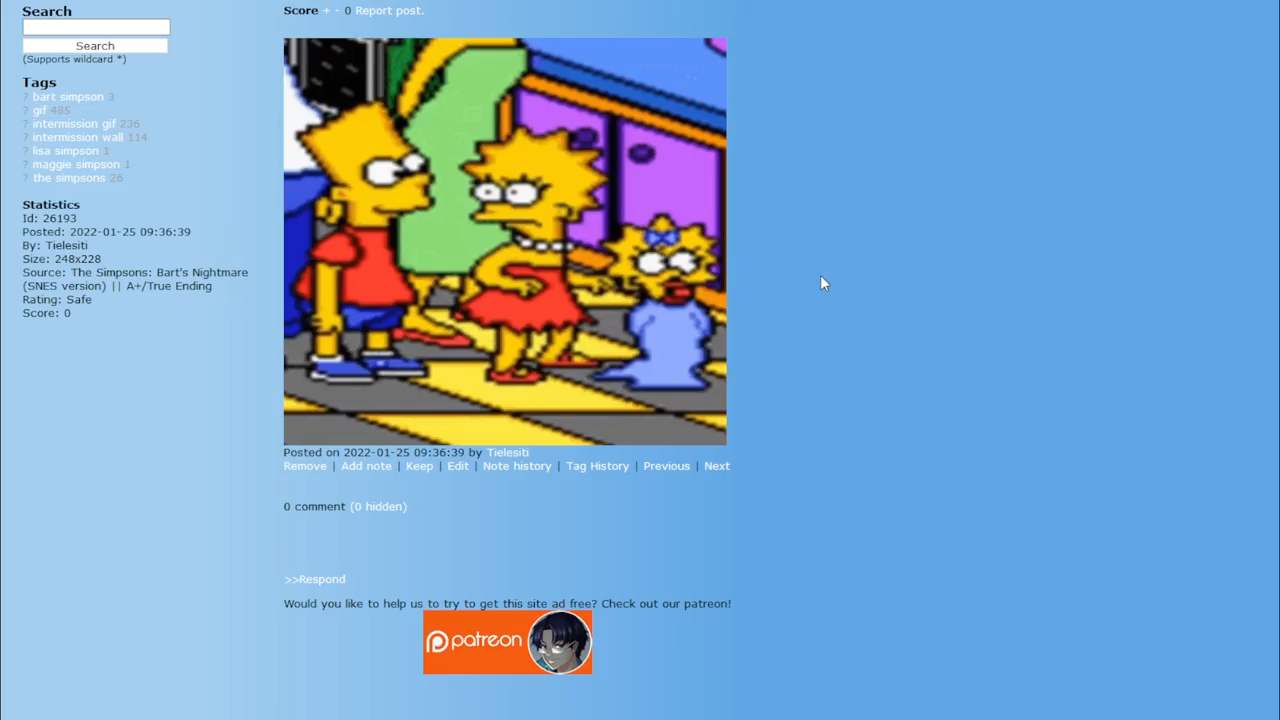 Search
Search
(Supports wildcard *)
Tags
? bart simpson 3
? gif 485
? intermission gif 236
? intermission wall 114
? lisa simpson 1
? maggie simpson 1
? the simpsons 26
Statistics
Id: 26193
Posted: 2022-01-25 09:36:39
By: Tielesiti
Size: 248x228
Source: The Simpsons: Bart's Nightmare
(SNES version) || A+/True Ending
Rating: Safe
Score: 0
Score + - 0 Report post.
Posted on 2022-01-25 09:36:39 by Tielesiti
Remove | Add note | Keep | Edit | Note history | Tag History | Previous | Next
0 comment (0 hidden)
>>Respond
Would you like to help us to try to get this site ad free? Check out our patreon!
patreon